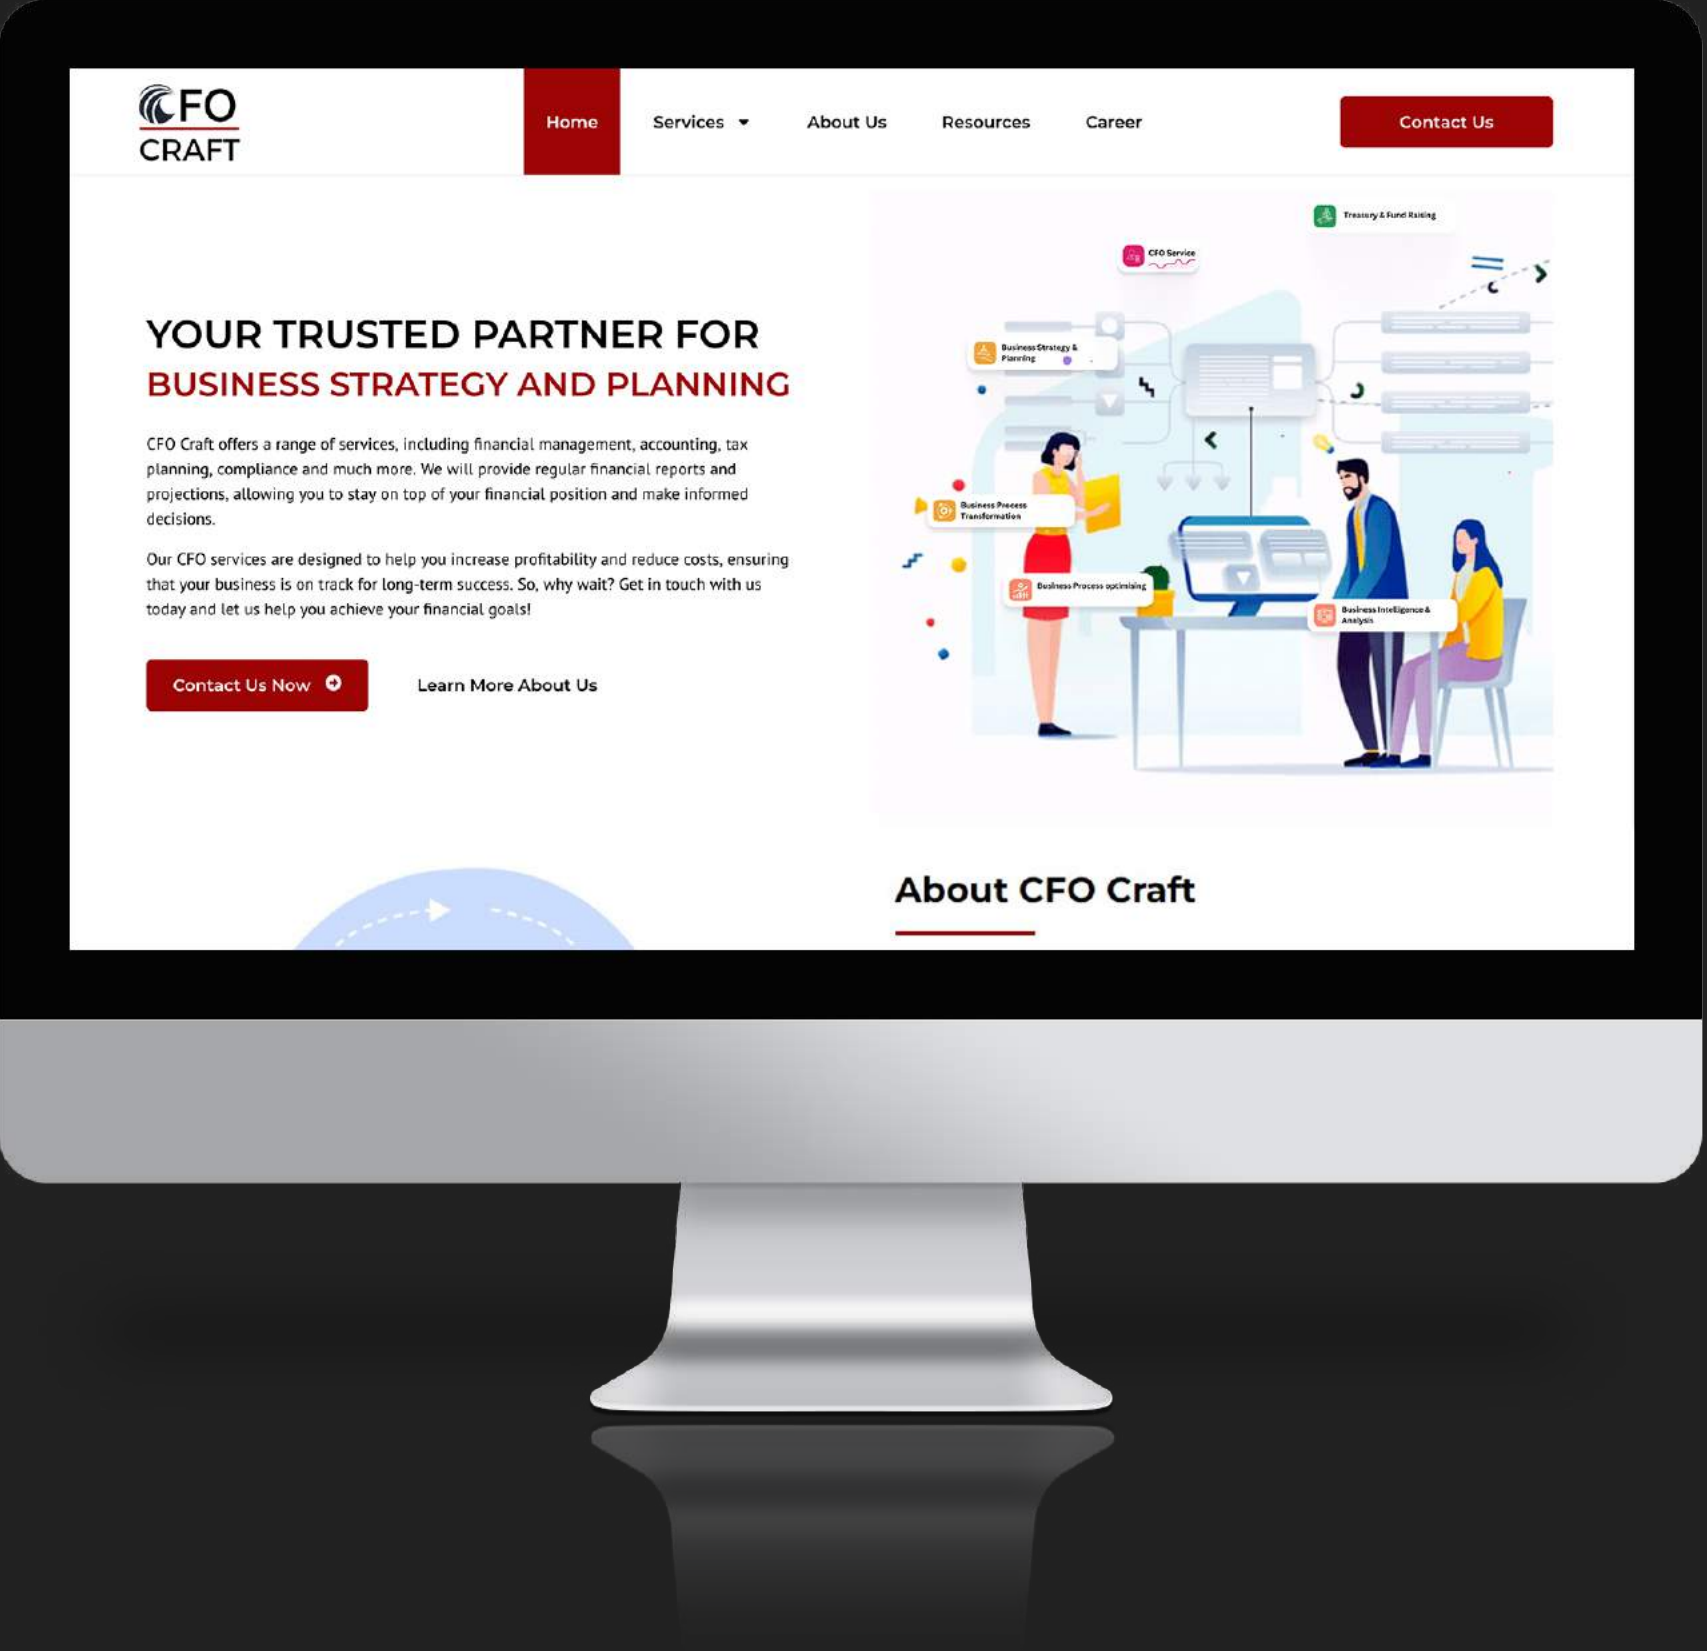 CFO
CRAFT
Home
Services
About Us
Resources
Career
Contact Us
YOUR TRUSTED PARTNER FOR
BUSINESS STRATEGY AND PLANNING
CFO Craft offers a range of services, including financial management, accounting, tax
planning, compliance and much more. We will provide regular financial reports and
projections, allowing you to stay on top of your financial position and make informed
decisions.
Our CFO services are designed to help you increase profitability and reduce costs, ensuring
that your business is on track for long-term success. So, why wait? Get in touch with us
today and let us help you achieve your financial goals!
Contact Us Now
Learn More About Us
Treasury & Fund Raising
CFO Service
Business Strategy &
Planning
Business Process
Transformation
Business Process optimising
Business Intelligence &
Analysis
About CFO Craft